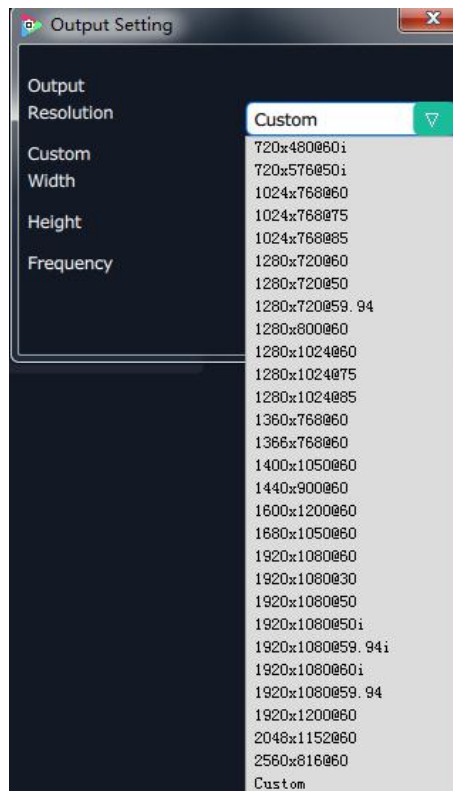 Output Setting
Output
Resolution
Custom
Custom
Width
Height
Frequency
720x480@60i
720x576@50i
1024x768@60
1024x768@75
1024x768@85
1280x720@60
1280x720@50
1280x720@59.94
1280x800@60
1280x1024@60
1280x1024@75
1280x1024@85
1360x768@60
1366x768@60
1400x1050@60
1440x900@60
1600x1200@60
1680x1050@60
1920x1080@60
1920x1080@30
1920x1080@50
1920x1080@50i
1920x1080@59.94i
1920x1080@60i
1920x1080@59.94
1920x1200@60
2048x1152@60
2560x816@60
Custom